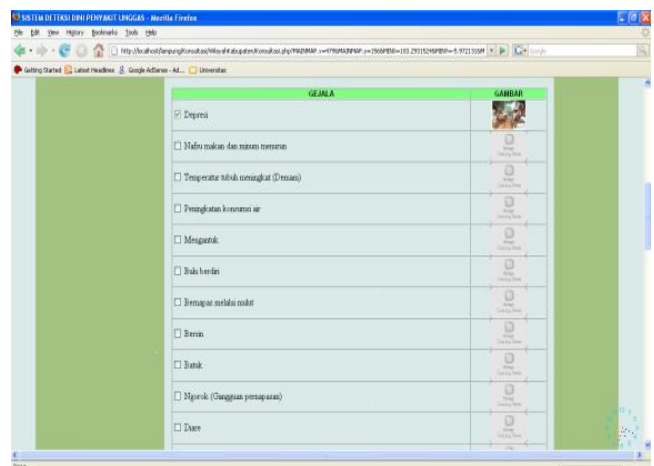 SISTEM DETEKSI DINI PENYAKIT UNGGAS - Mozilla Firefox
File Edit View History Bookmarks Tools Help
Getting Started Latest Headlines Google AdSense - Ad... Universitas
GEJALA GAMBAR
Depresi
Nafsu makan dan minum menurun
Temperatur tubuh meningkat (Demam)
Peningkatan konsumsi air
Mengantuk
Bulu berdiri
Bernapas melalui mulut
Bersin
Batuk
Ngorok (Gangguan pernapasan)
Diare